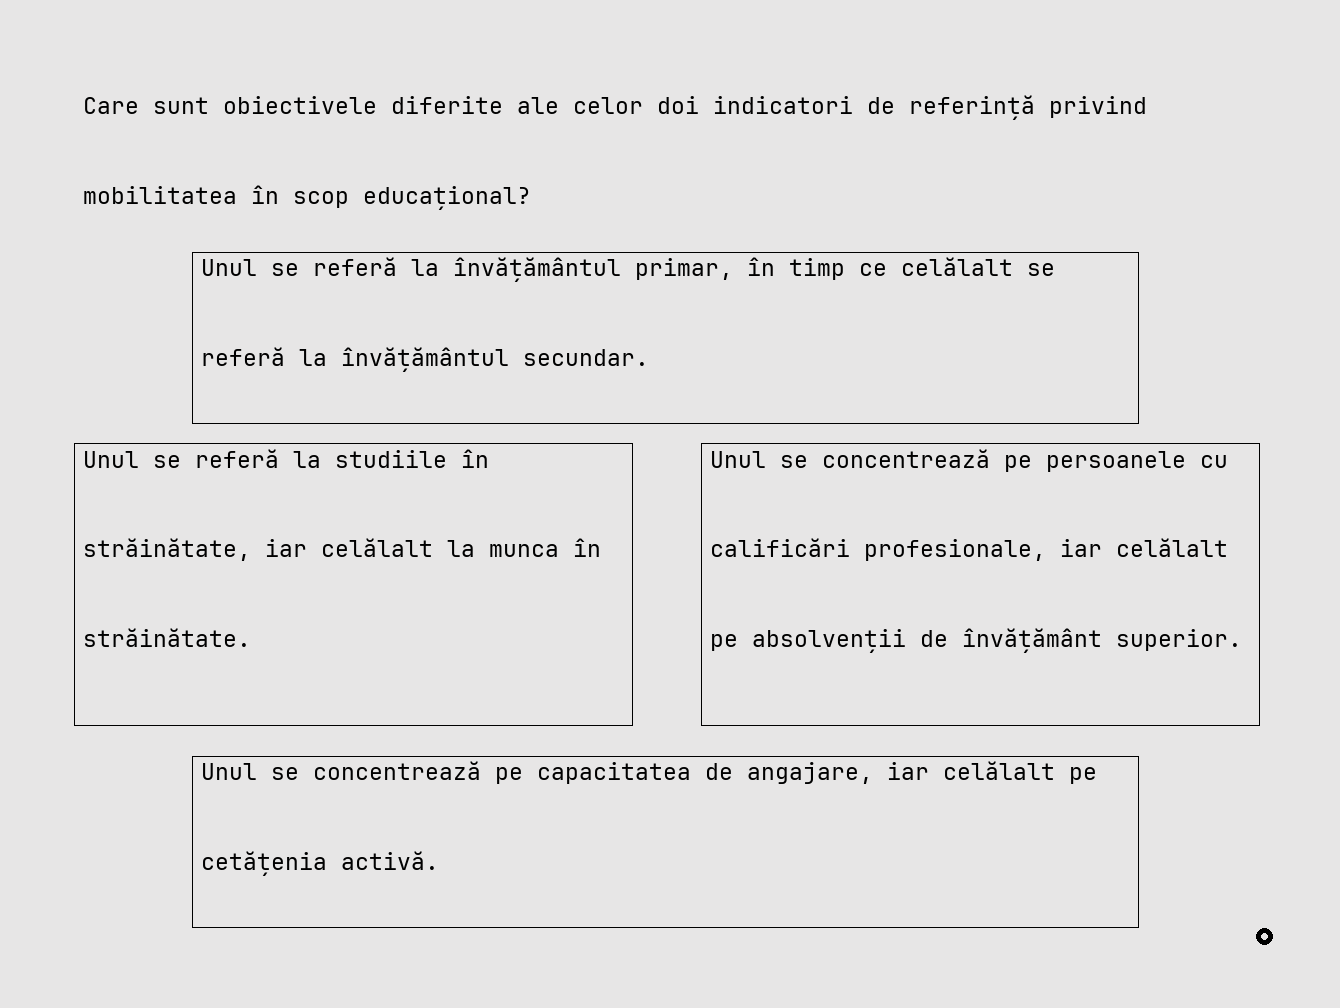 Care sunt obiectivele diferite ale celor doi indicatori de referință privind
mobilitatea în scop educațional?
Unul se referă la învățământul primar, în timp ce celălalt se
referă la învățământul secundar.
Unul se referă la studiile în
străinătate, iar celălalt la munca în
străinătate.
Unul se concentrează pe persoanele cu
calificări profesionale, iar celălalt
pe absolvenții de învățământ superior.
Unul se concentrează pe capacitatea de angajare, iar celălalt pe
cetățenia activă.